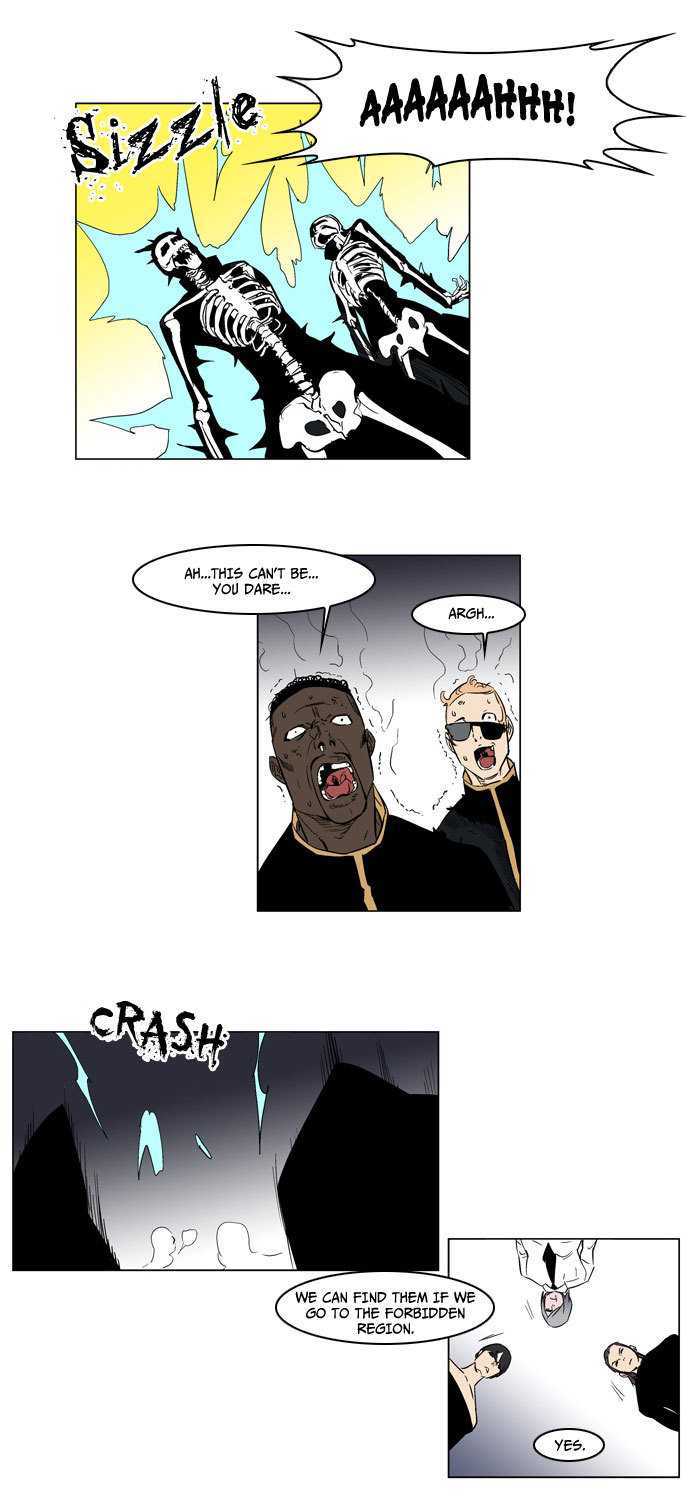 AAAAAAHHH!
Sizzle
AH...THIS CAN'T BE...
YOU DARE...
ARGH...
CRASH
WE CAN FIND THEM IF WE
GO TO THE FORBIDDEN
REGION.
YES.